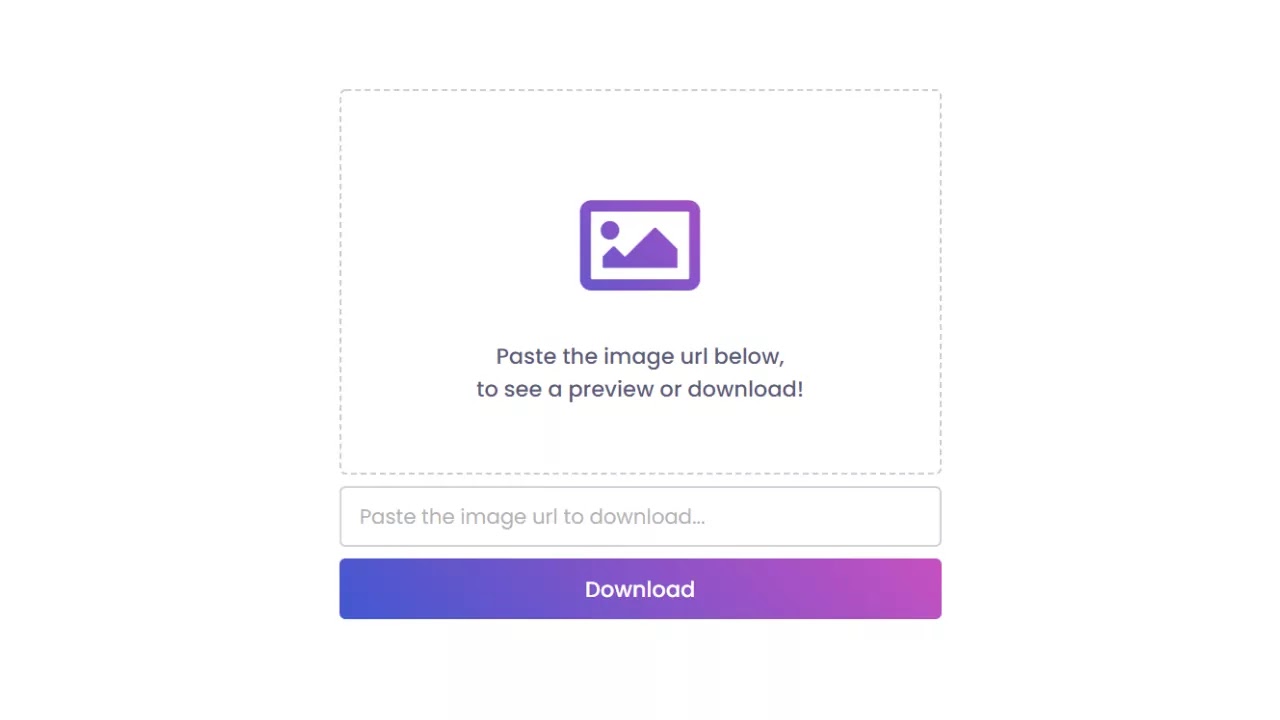 Paste the image url below,
to see a preview or download!
Paste the image url to download...
Download